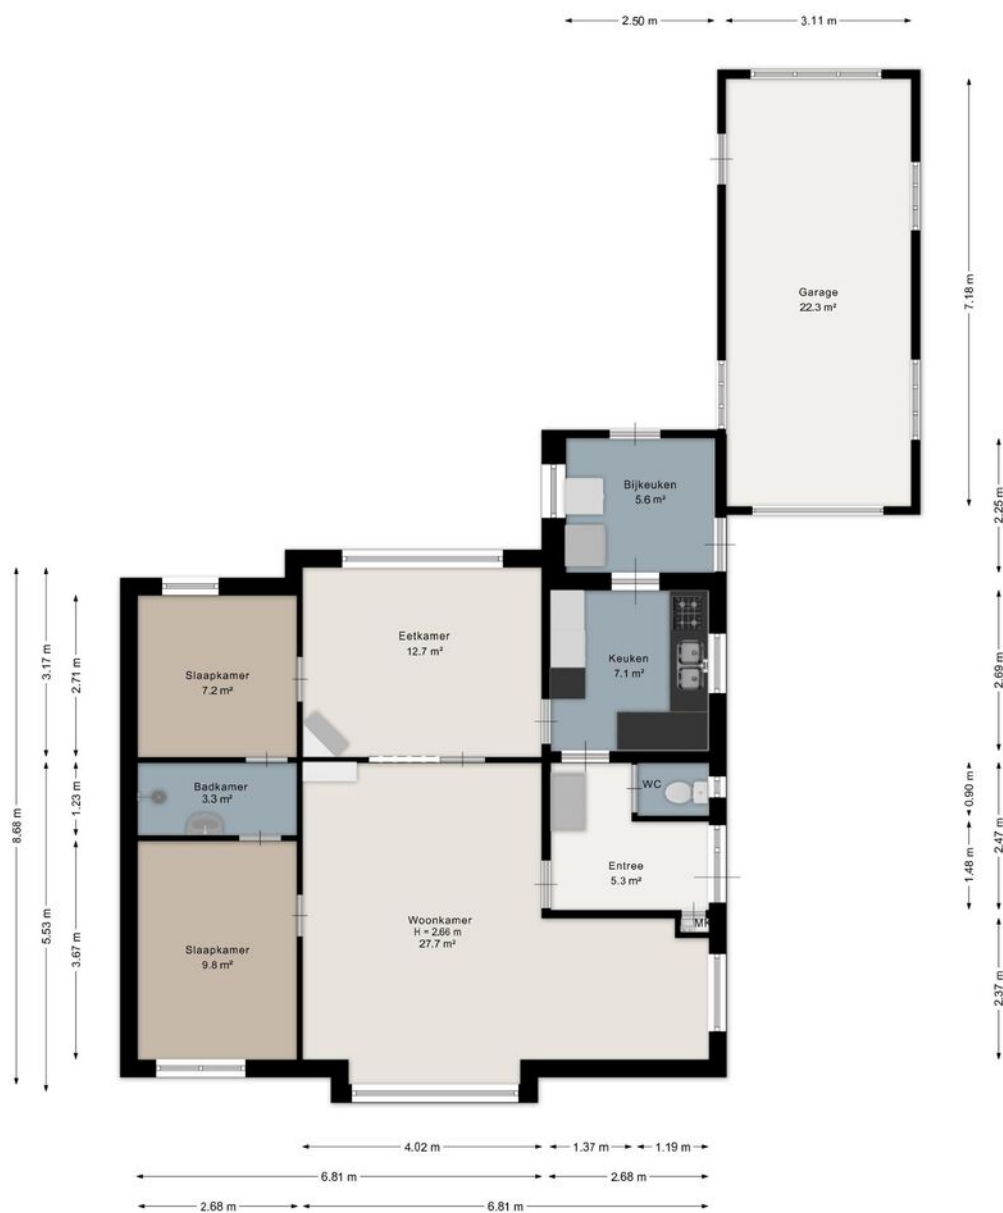 2.50 m
3.11 m
Garage
22.3 m²
7.18 m
Bijkeuken
5.6 m²
2.25 m
Eetkamer
12.7 m²
Keuken
7.1 m²
2.69 m
Slaapkamer
7.2 m²
3.17 m
2.71 m
Badkamer
3.3 m²
WC
1.23 m
0.90 m
2.47 m
8.68 m
Entree
5.3 m²
1.48 m
MK
Woonkamer
H = 2.66 m
27.7 m²
Slaapkamer
9.8 m²
5.53 m
3.67 m
2.37 m
4.02 m
1.37 m
1.19 m
6.81 m
2.68 m
2.68 m
6.81 m